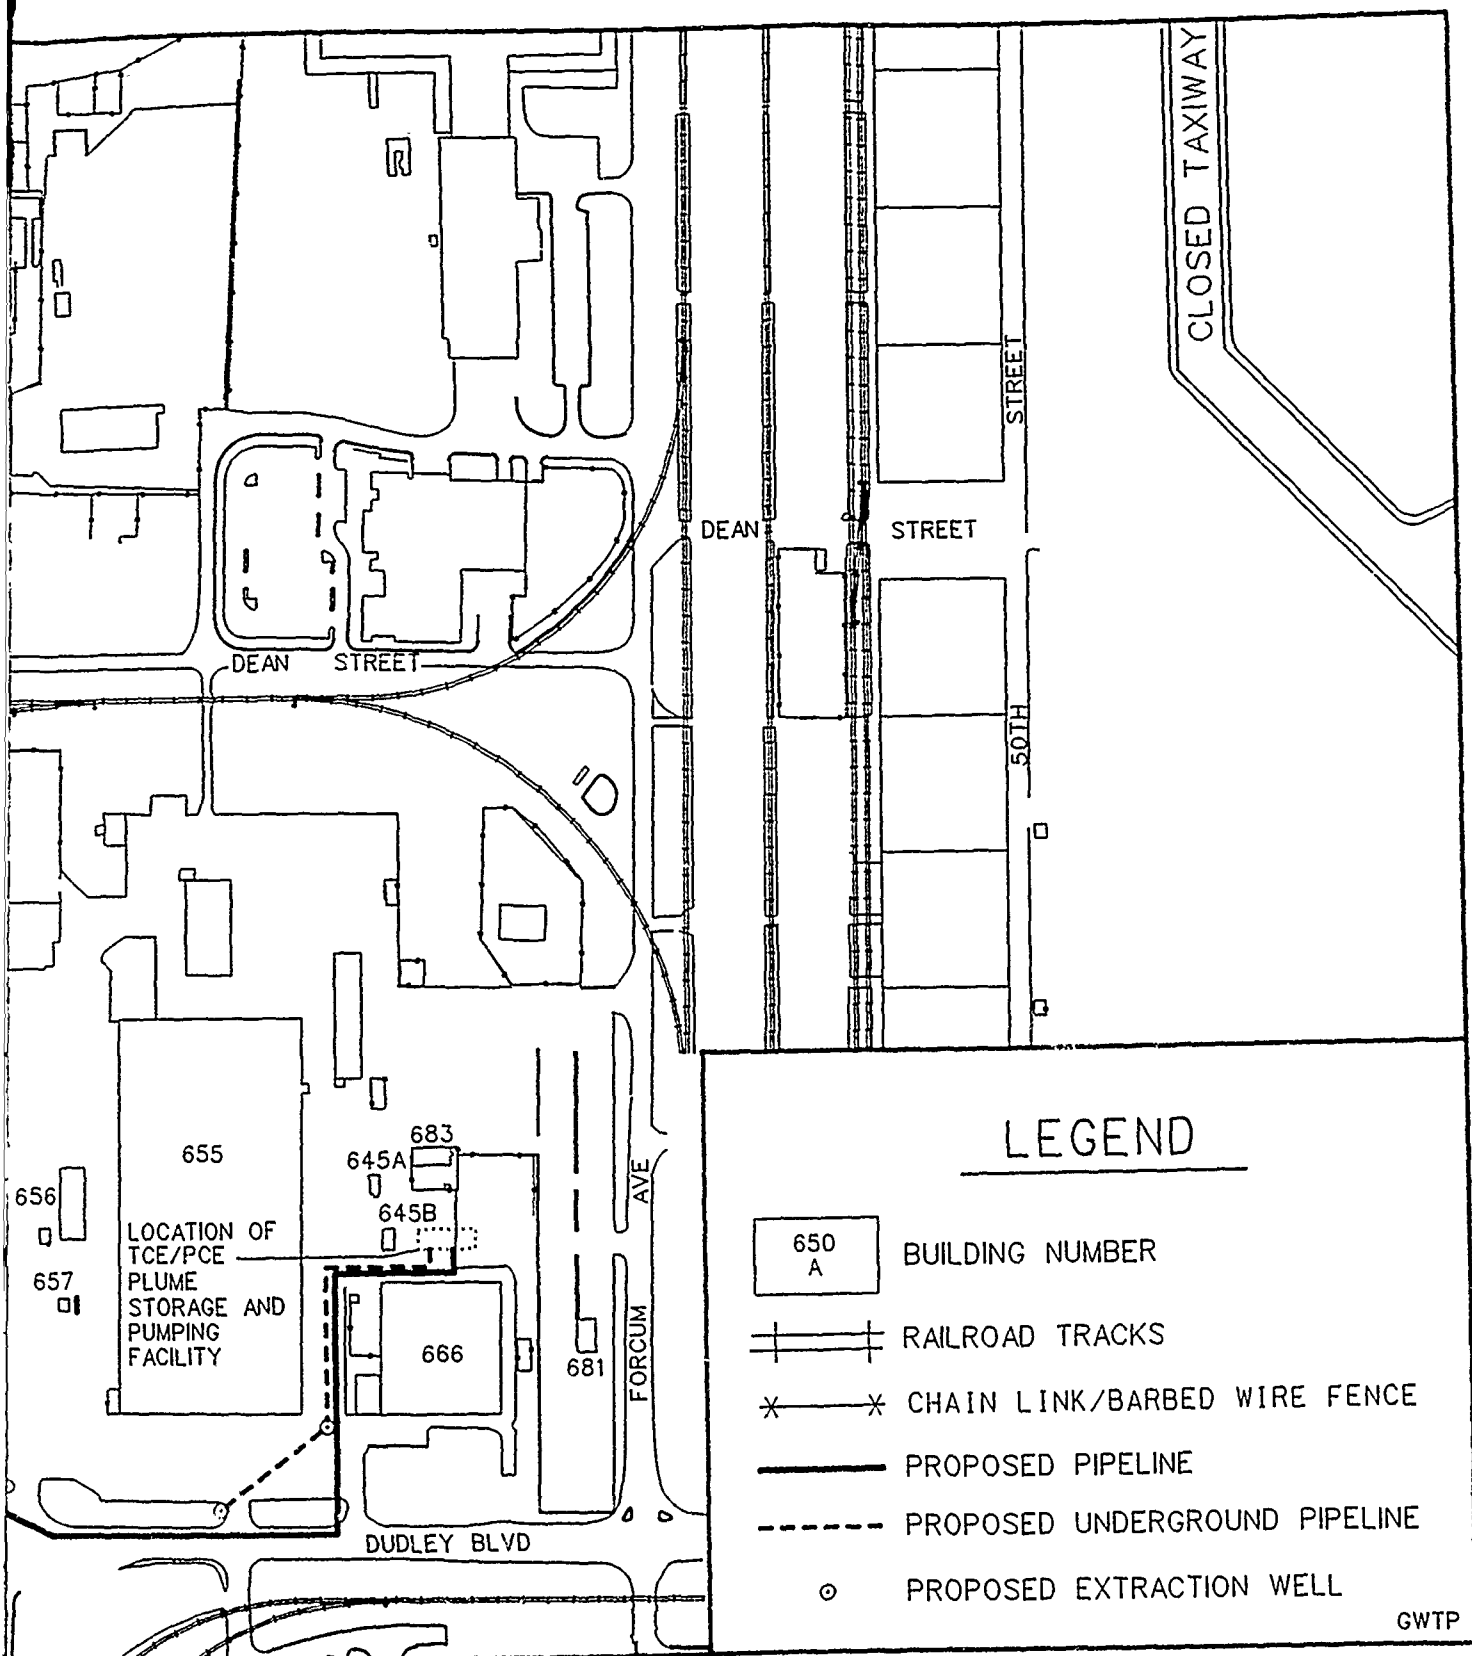 CLOSED TAXIWAY
STREET
DEAN STREET
DEAN STREET
50TH
683
645A
655
AVE
656
645B
LOCATION OF
TCE/PCE
PLUME
STORAGE AND
PUMPING
FACILITY
657
666
681
FORCUM
DUDLEY BLVD
LEGEND
650
A
BUILDING NUMBER
RAILROAD TRACKS
CHAIN LINK/BARBED WIRE FENCE
PROPOSED PIPELINE
PROPOSED UNDERGROUND PIPELINE
PROPOSED EXTRACTION WELL
GWTP